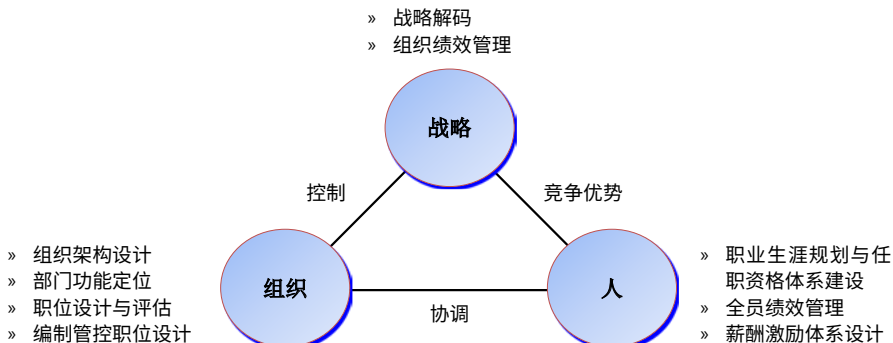 » 战略解码
» 组织绩效管理
战略
控制
竞争优势
» 组织架构设计
» 部门功能定位
» 职位设计与评估
» 编制管控职位设计
组织
协调
人
» 职业生涯规划与任
职资格体系建设
» 全员绩效管理
» 薪酬激励体系设计